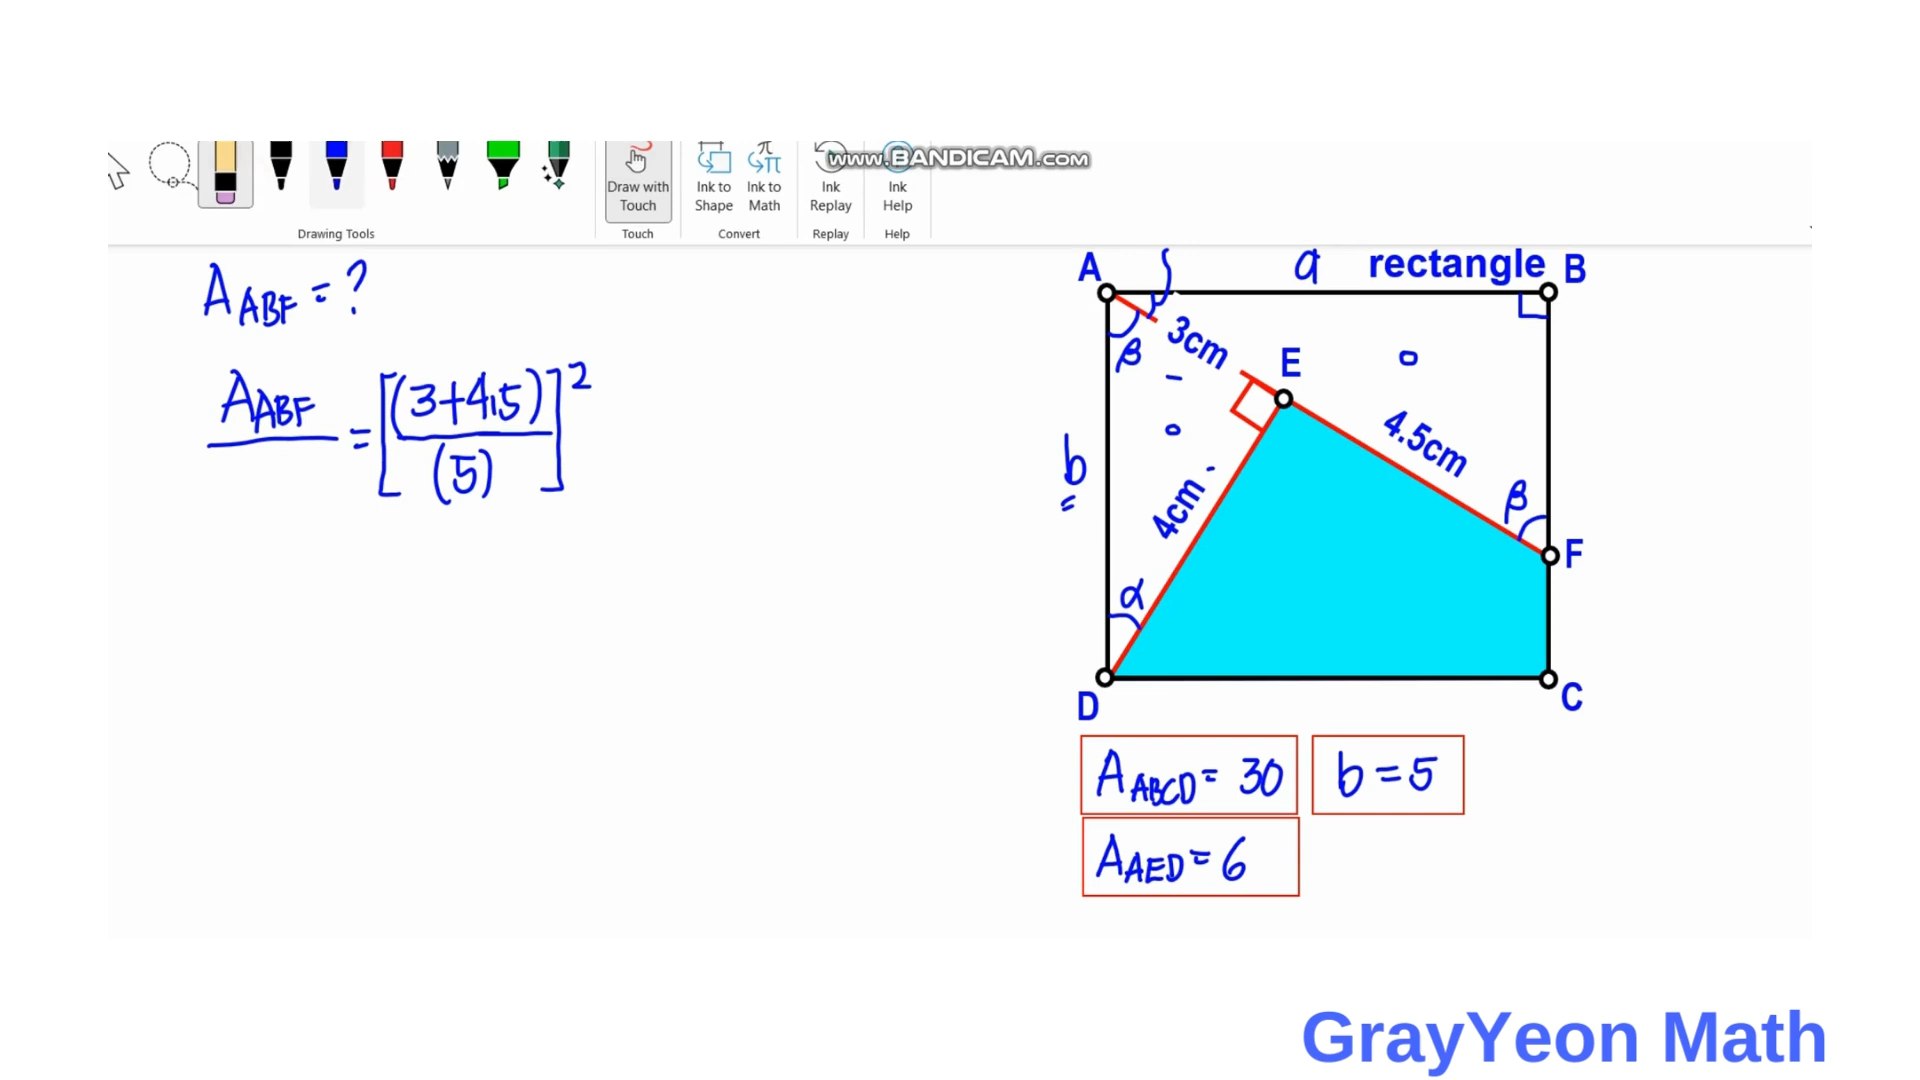 www.BANDICAM.com
Draw with Touch
Ink to Shape
Ink to Math
Ink Replay
Ink Help
Drawing Tools
Touch
Convert
Replay
Help
A_ABF = ?
A_ABF = [(3+4,5)/(5)]²
A
a
rectangle
B
β
3cm
E
4.5cm
b
=
β
F
4cm
α
D
C
A_ABCD = 30
b = 5
A_AED = 6
GrayYeon Math